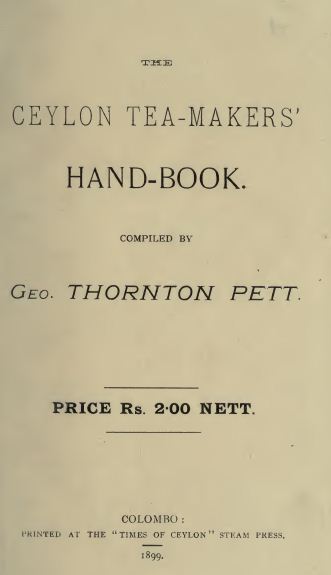 THE
CEYLON TEA-MAKERS'
HAND-BOOK.
COMPILED BY
GEO. THORNTON PETT.
PRICE Rs. 2·00 NETT.
COLOMBO:
PRINTED AT THE "TIMES OF CEYLON" STEAM PRESS.
1899.